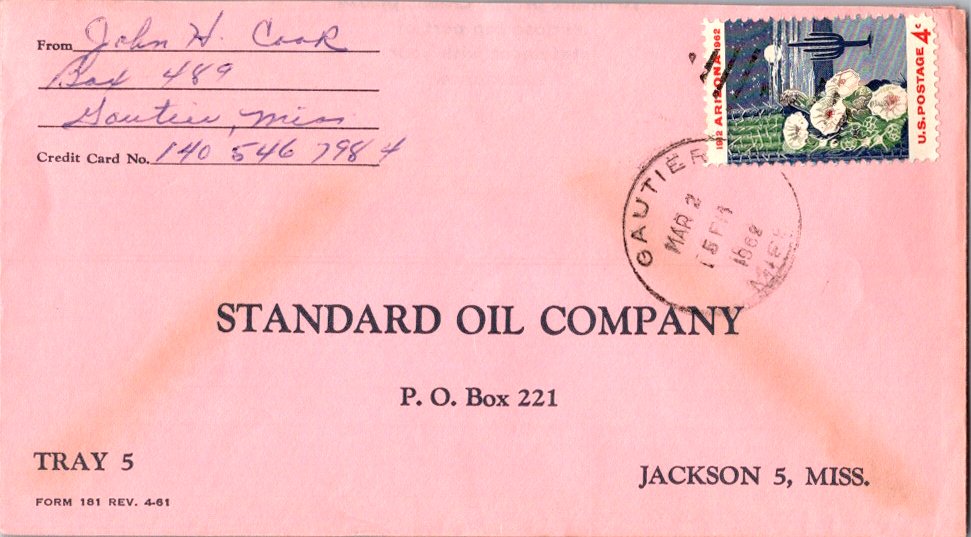 From John H. Cook
Box 489
Gautier, Miss
Credit Card No. 140 546 798 4
1912 ARIZONA 1962
U.S. POSTAGE 4¢
GAUTIER
MAR 2
PM
1962
MISS
STANDARD OIL COMPANY
P. O. Box 221
TRAY 5
JACKSON 5, MISS.
FORM 181 REV. 4-61